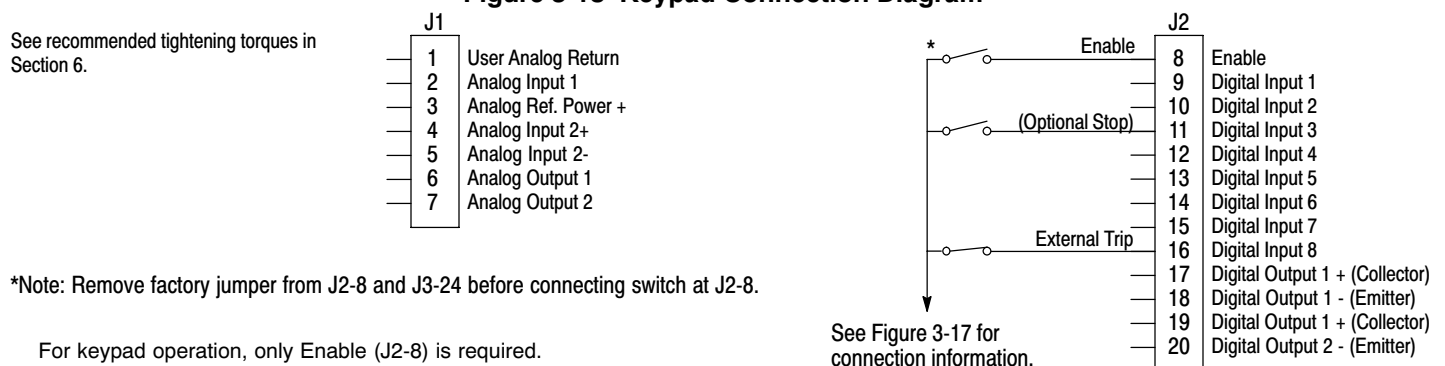 See recommended tightening torques in
Section 6.
J1
1 User Analog Return
2 Analog Input 1
3 Analog Ref. Power +
4 Analog Input 2+
5 Analog Input 2-
6 Analog Output 1
7 Analog Output 2
*Note: Remove factory jumper from J2-8 and J3-24 before connecting switch at J2-8.
For keypad operation, only Enable (J2-8) is required.
J2
* Enable 8 Enable
9 Digital Input 1
10 Digital Input 2
(Optional Stop) 11 Digital Input 3
12 Digital Input 4
13 Digital Input 5
14 Digital Input 6
15 Digital Input 7
External Trip 16 Digital Input 8
17 Digital Output 1 + (Collector)
18 Digital Output 1 - (Emitter)
19 Digital Output 1 + (Collector)
20 Digital Output 2 - (Emitter)
See Figure 3-17 for
connection information.